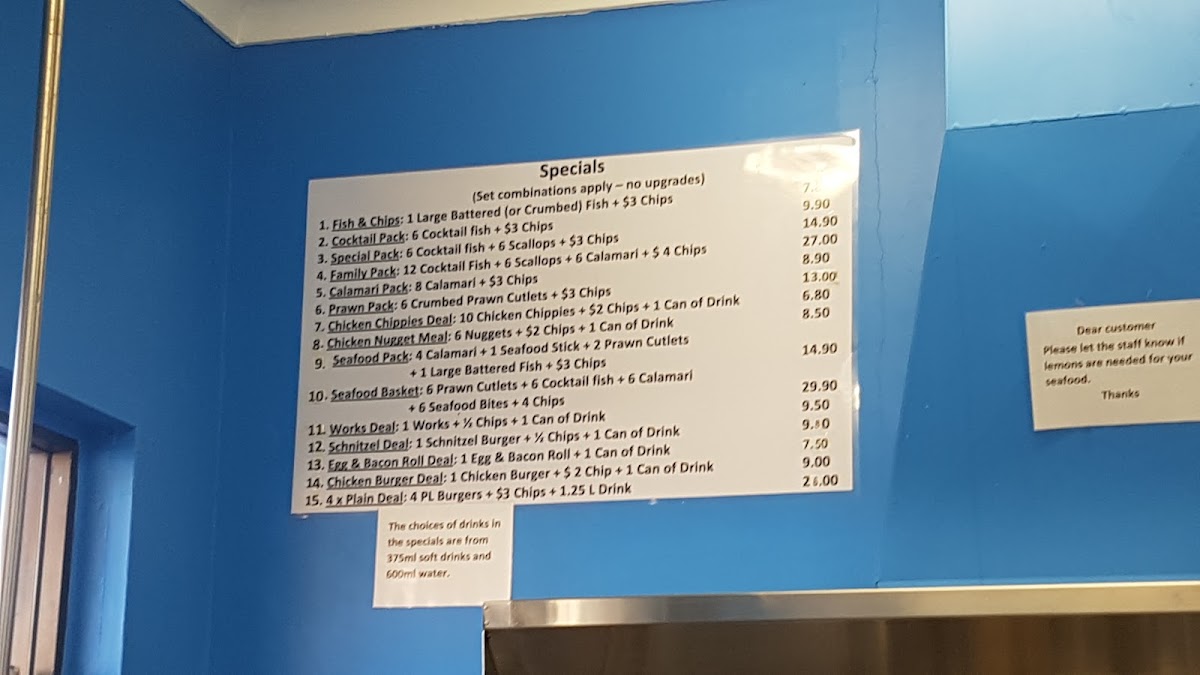 Specials
(Set combinations apply – no upgrades)
1. Fish & Chips: 1 Large Battered (or Crumbed) Fish + $3 Chips
2. Cocktail Pack: 6 Cocktail fish + $3 Chips 9.90
3. Special Pack: 6 Cocktail fish + 6 Scallops + $3 Chips 14.90
4. Family Pack: 12 Cocktail Fish + 6 Scallops + 6 Calamari + $ 4 Chips 27.00
5. Calamari Pack: 8 Calamari + $3 Chips 8.90
6. Prawn Pack: 6 Crumbed Prawn Cutlets + $3 Chips 13.00
7. Chicken Chippies Deal: 10 Chicken Chippies + $2 Chips + 1 Can of Drink 6.80
8. Chicken Nugget Meal: 6 Nuggets + $2 Chips + 1 Can of Drink 8.50
9. Seafood Pack: 4 Calamari + 1 Seafood Stick + 2 Prawn Cutlets
+ 1 Large Battered Fish + $3 Chips 14.90
10. Seafood Basket: 6 Prawn Cutlets + 6 Cocktail fish + 6 Calamari
+ 6 Seafood Bites + 4 Chips 29.90
11. Works Deal: 1 Works + ½ Chips + 1 Can of Drink 9.50
12. Schnitzel Deal: 1 Schnitzel Burger + ½ Chips + 1 Can of Drink 9.80
13. Egg & Bacon Roll Deal: 1 Egg & Bacon Roll + 1 Can of Drink 7.50
14. Chicken Burger Deal: 1 Chicken Burger + $ 2 Chip + 1 Can of Drink 9.00
15. 4 x Plain Deal: 4 PL Burgers + $3 Chips + 1.25 L Drink 26.00
The choices of drinks in
the specials are from
375ml soft drinks and
600ml water.
Dear customer
Please let the staff know if
lemons are needed for your
seafood.
Thanks